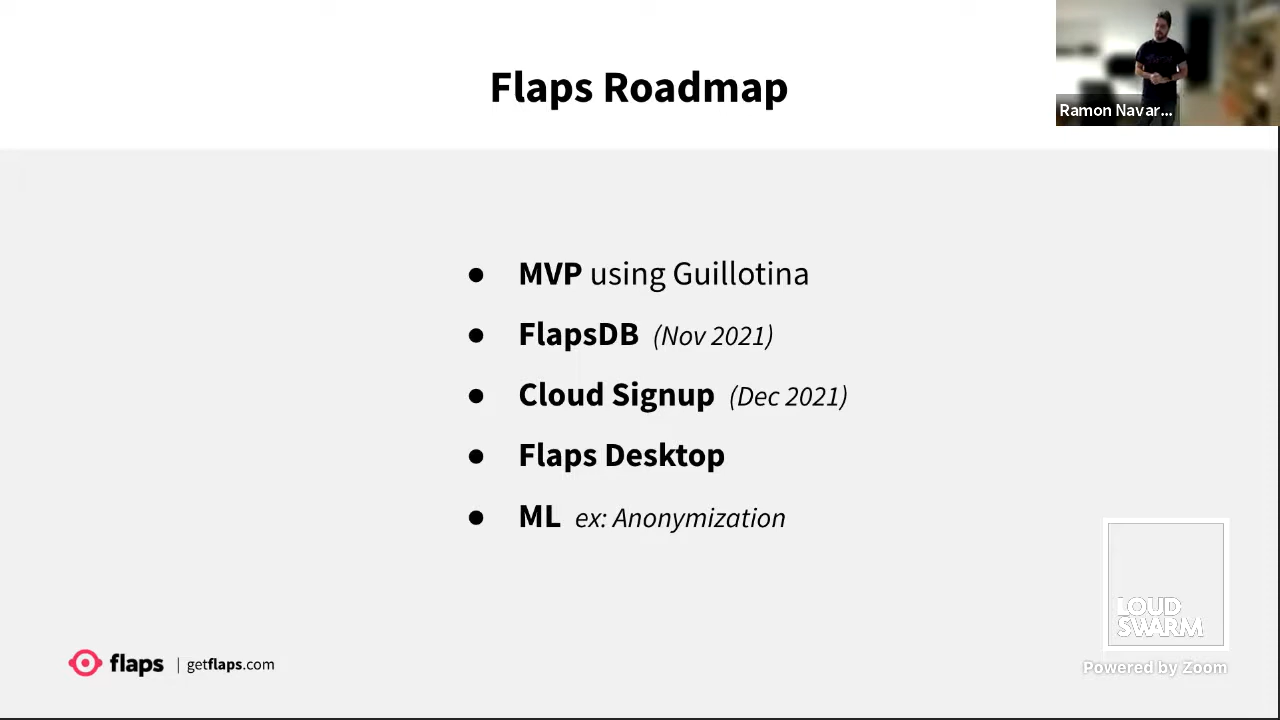 Flaps Roadmap
Ramon Navar...
● MVP using Guillotina
● FlapsDB (Nov 2021)
● Cloud Signup (Dec 2021)
● Flaps Desktop
● ML ex: Anonymization
LOUD
SWARM
flaps | getflaps.com
Powered by Zoom